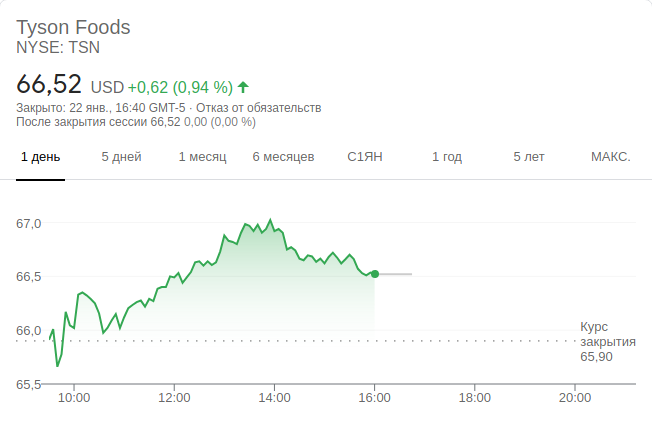 Tyson Foods
NYSE: TSN
66,52 USD +0,62 (0,94 %)
Закрыто: 22 янв., 16:40 GMT-5 · Отказ от обязательств
После закрытия сессии 66,52 0,00 (0,00 %)
1 день 5 дней 1 месяц 6 месяцев С1ЯН 1 год 5 лет МАКС.
67,0
66,5
66,0
Курс
закрытия
65,90
65,5
10:00 12:00 14:00 16:00 18:00 20:00